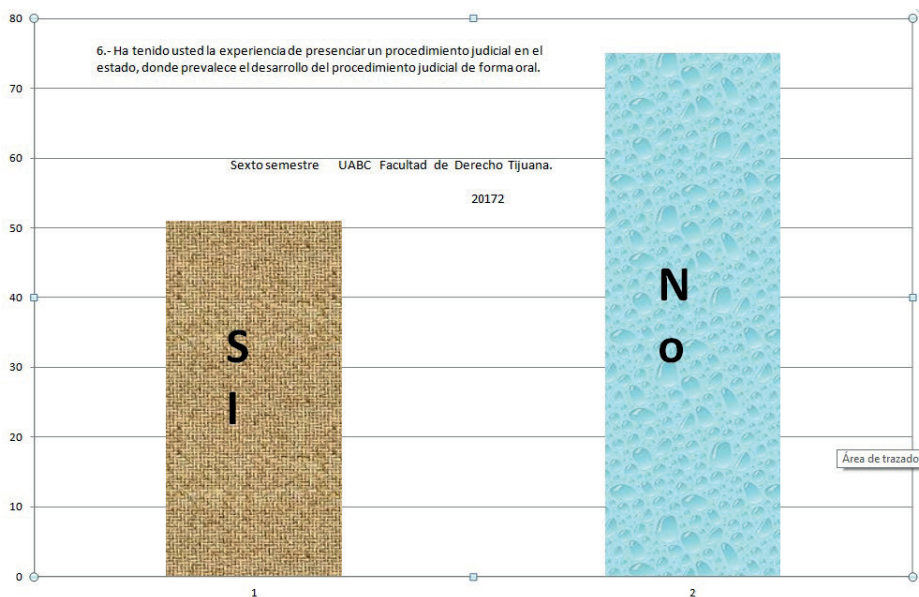 80
6.- Ha tenido usted la experiencia de presenciar un procedimiento judicial en el
estado, donde prevalece el desarrollo del procedimiento judicial de forma oral.
70
60
Sexto semestre UABC Facultad de Derecho Tijuana.
20172
50
40
30
20
10
0
S
I
N
o
Área de trazado
1
2